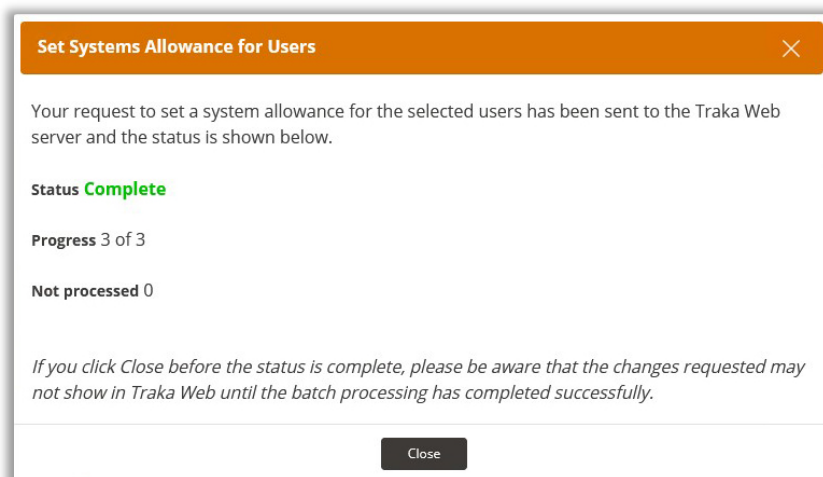 Set Systems Allowance for Users
Your request to set a system allowance for the selected users has been sent to the Traka Web
server and the status is shown below.
Status Complete
Progress 3 of 3
Not processed 0
If you click Close before the status is complete, please be aware that the changes requested may
not show in Traka Web until the batch processing has completed successfully.
Close